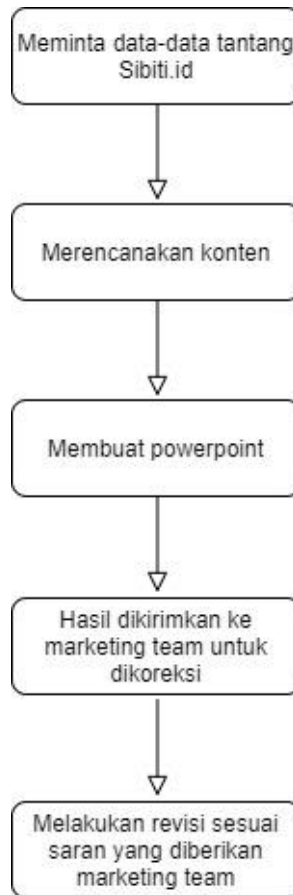 Meminta data-data tantang
Sibiti.id
Merencanakan konten
Membuat powerpoint
Hasil dikirimkan ke
marketing team untuk
dikoreksi
Melakukan revisi sesuai
saran yang diberikan
marketing team